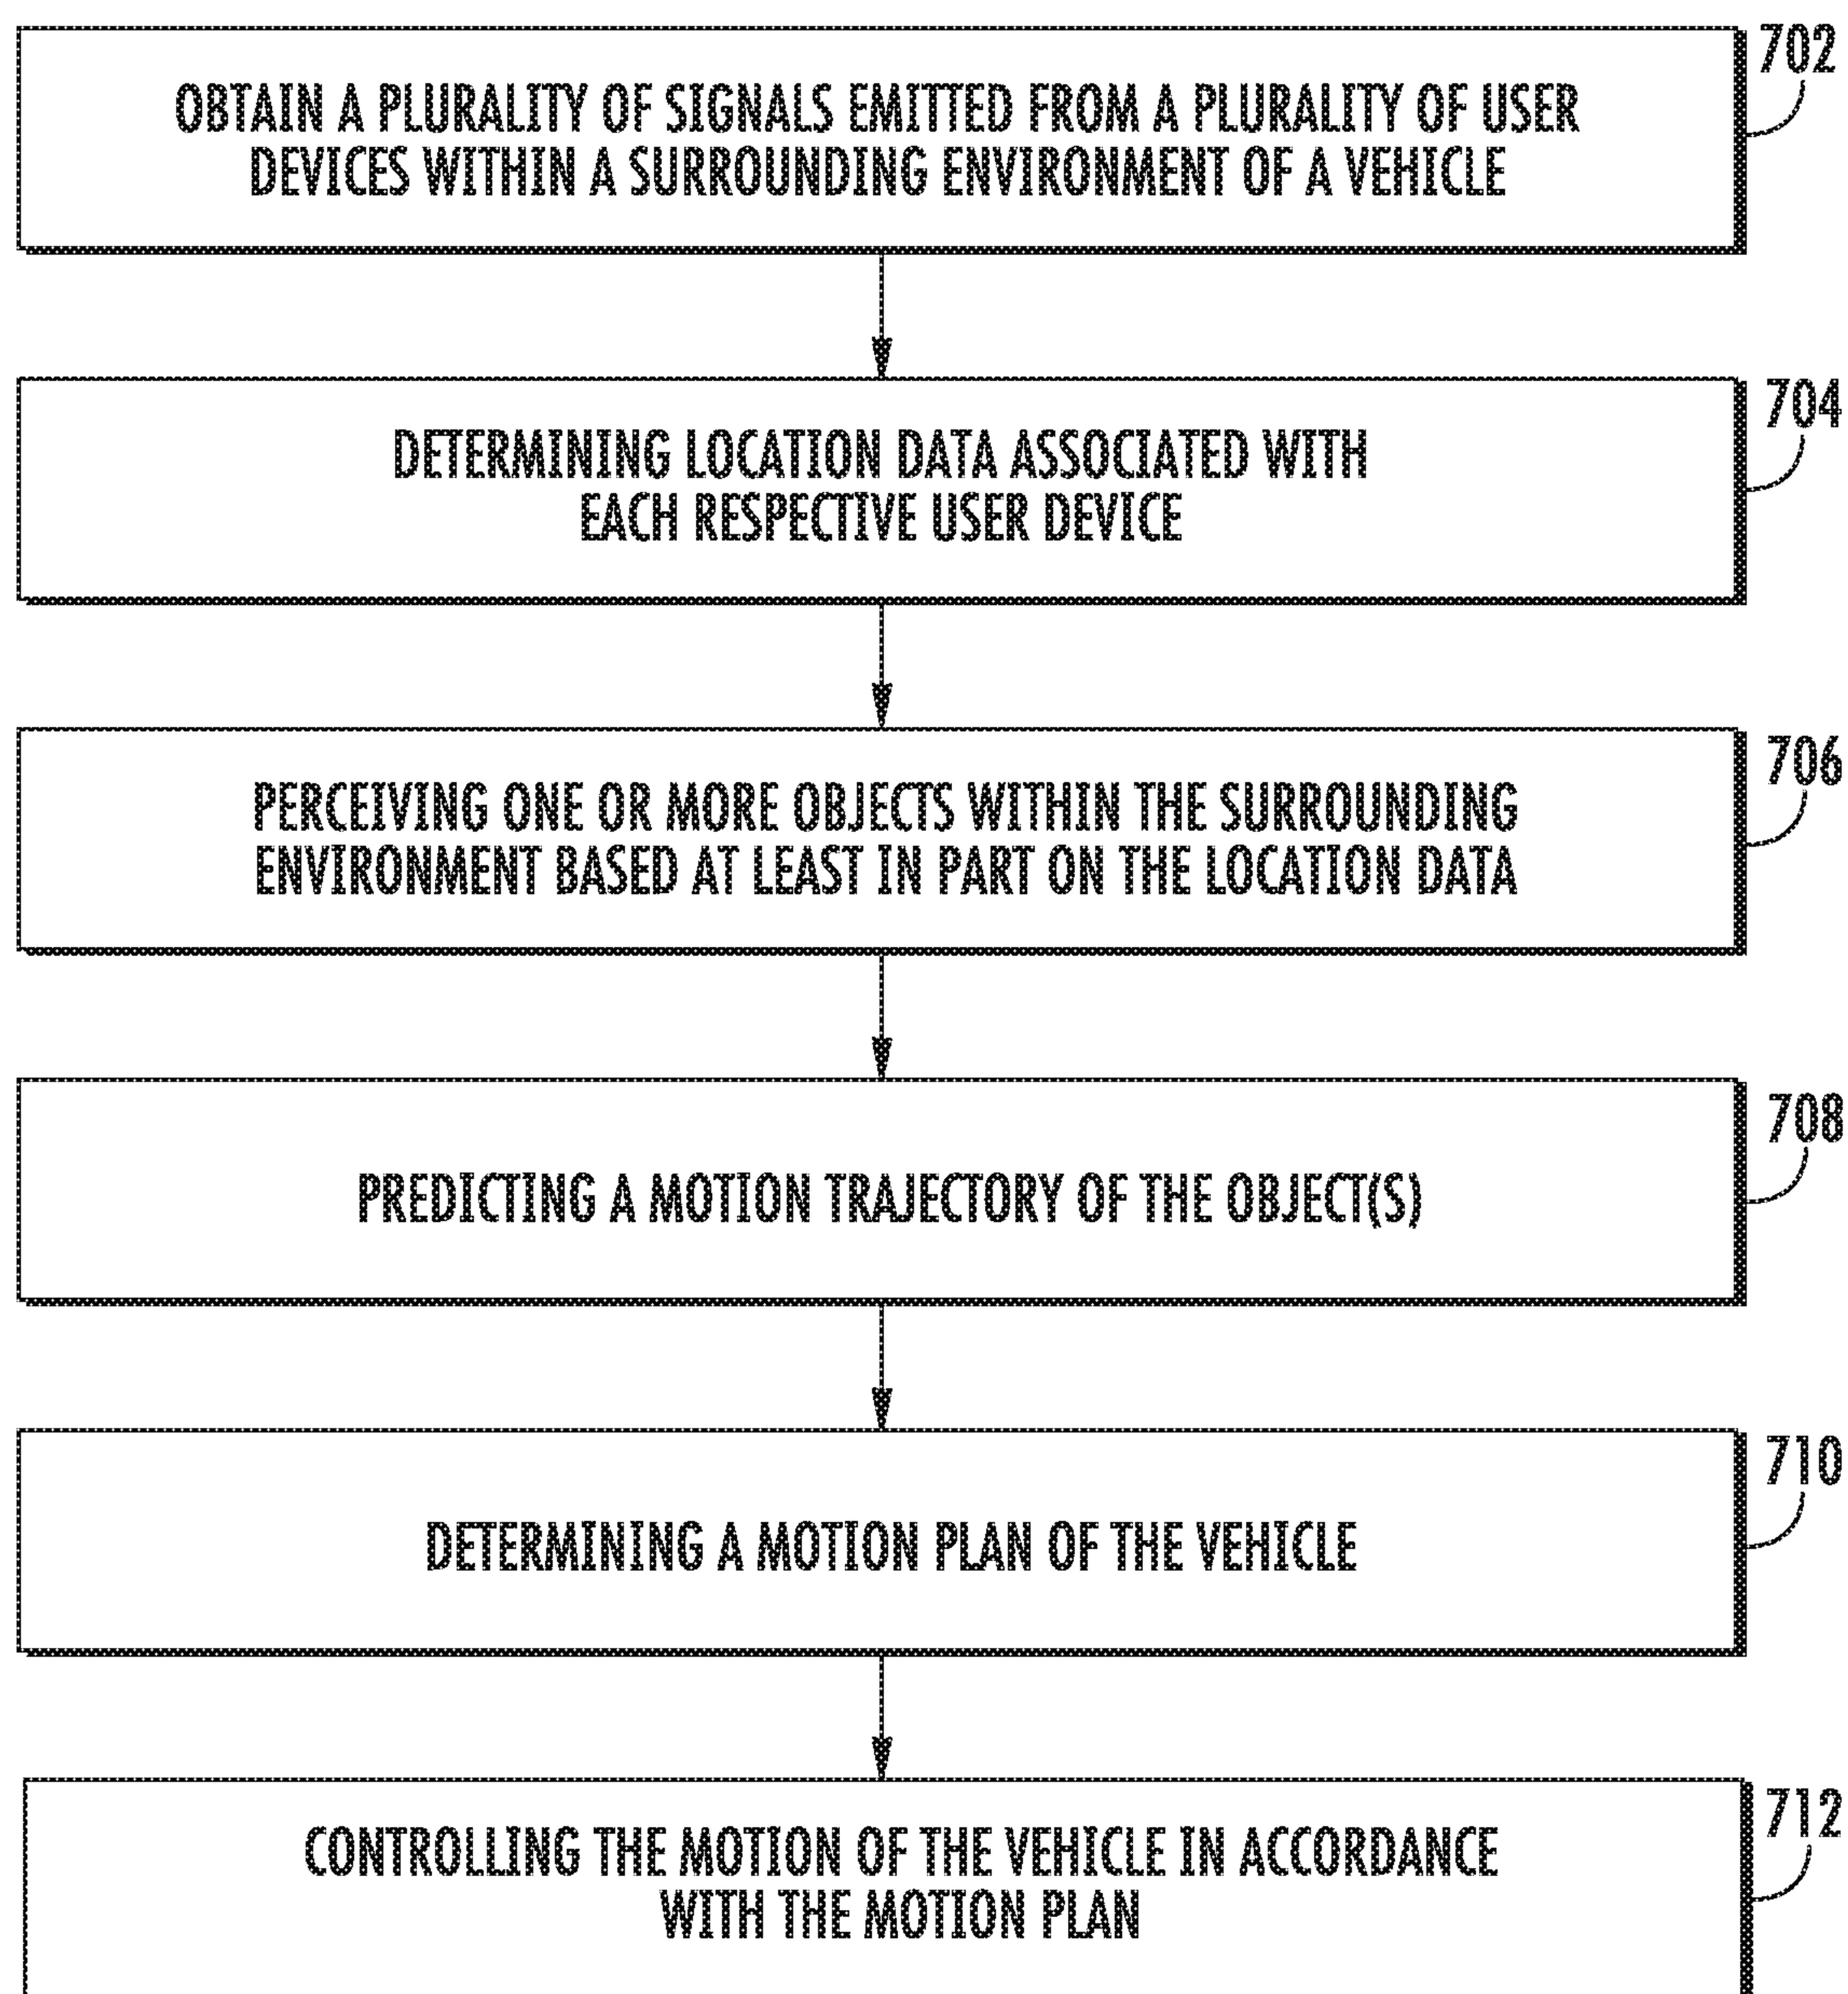 702
OBTAIN A PLURALITY OF SIGNALS EMITTED FROM A PLURALITY OF USER
DEVICES WITHIN A SURROUNDING ENVIRONMENT OF A VEHICLE
704
DETERMINING LOCATION DATA ASSOCIATED WITH
EACH RESPECTIVE USER DEVICE
706
PERCEIVING ONE OR MORE OBJECTS WITHIN THE SURROUNDING
ENVIRONMENT BASED AT LEAST IN PART ON THE LOCATION DATA
708
PREDICTING A MOTION TRAJECTORY OF THE OBJECT(S)
710
DETERMINING A MOTION PLAN OF THE VEHICLE
712
CONTROLLING THE MOTION OF THE VEHICLE IN ACCORDANCE
WITH THE MOTION PLAN